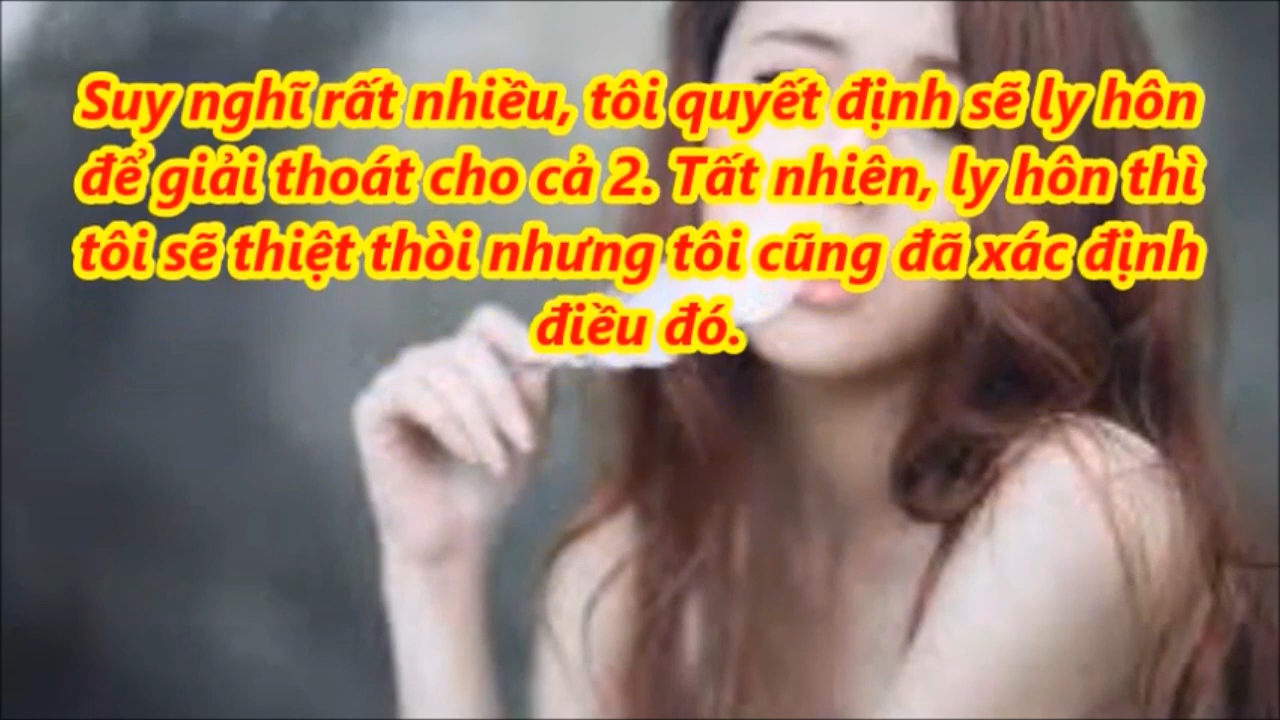 Suy nghĩ rất nhiều, tôi quyết định sẽ ly hôn
để giải thoát cho cả 2. Tất nhiên, ly hôn thì
tôi sẽ thiệt thòi nhưng tôi cũng đã xác định
điều đó.